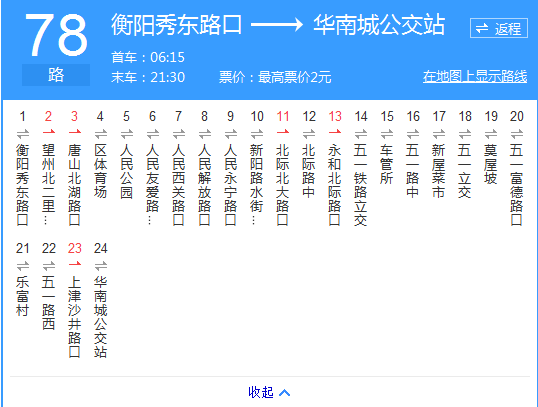 78
路
衡阳秀东路口 → 华南城公交站
返程
首车：06:15
末车：21:30
票价：最高票价2元
在地图上显示路线
1 2 3 4 5 6 7 8 9 10 11 12 13 14 15 16 17 18 19 20
衡阳秀东路口
望州北二里…
唐山北湖路口
区体育场
人民公园
人民友爱路…
人民西关路口
人民解放路口
人民永宁路口
新阳路水街…
北际北大路口
北际路中
永和北际路口
五一铁路立交
车管所
五一路中
新屋菜市
五一立交
莫屋坡
五一富德路口
21 22 23 24
乐富村
五一路西
上津沙井路口
华南城公交站
收起